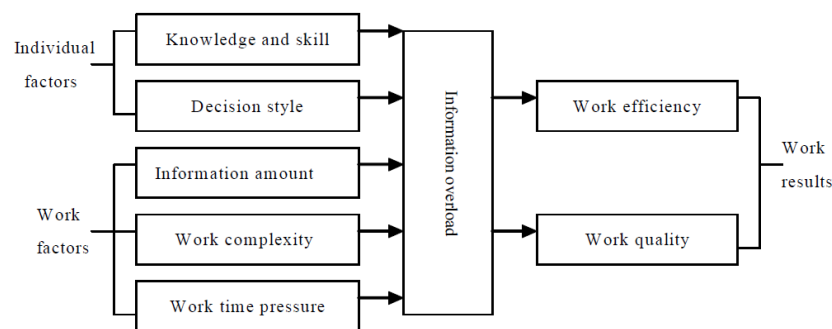 Individual
factors
Knowledge and skill
Decision style
Work
factors
Information amount
Work complexity
Work time pressure
Information overload
Work efficiency
Work quality
Work
results